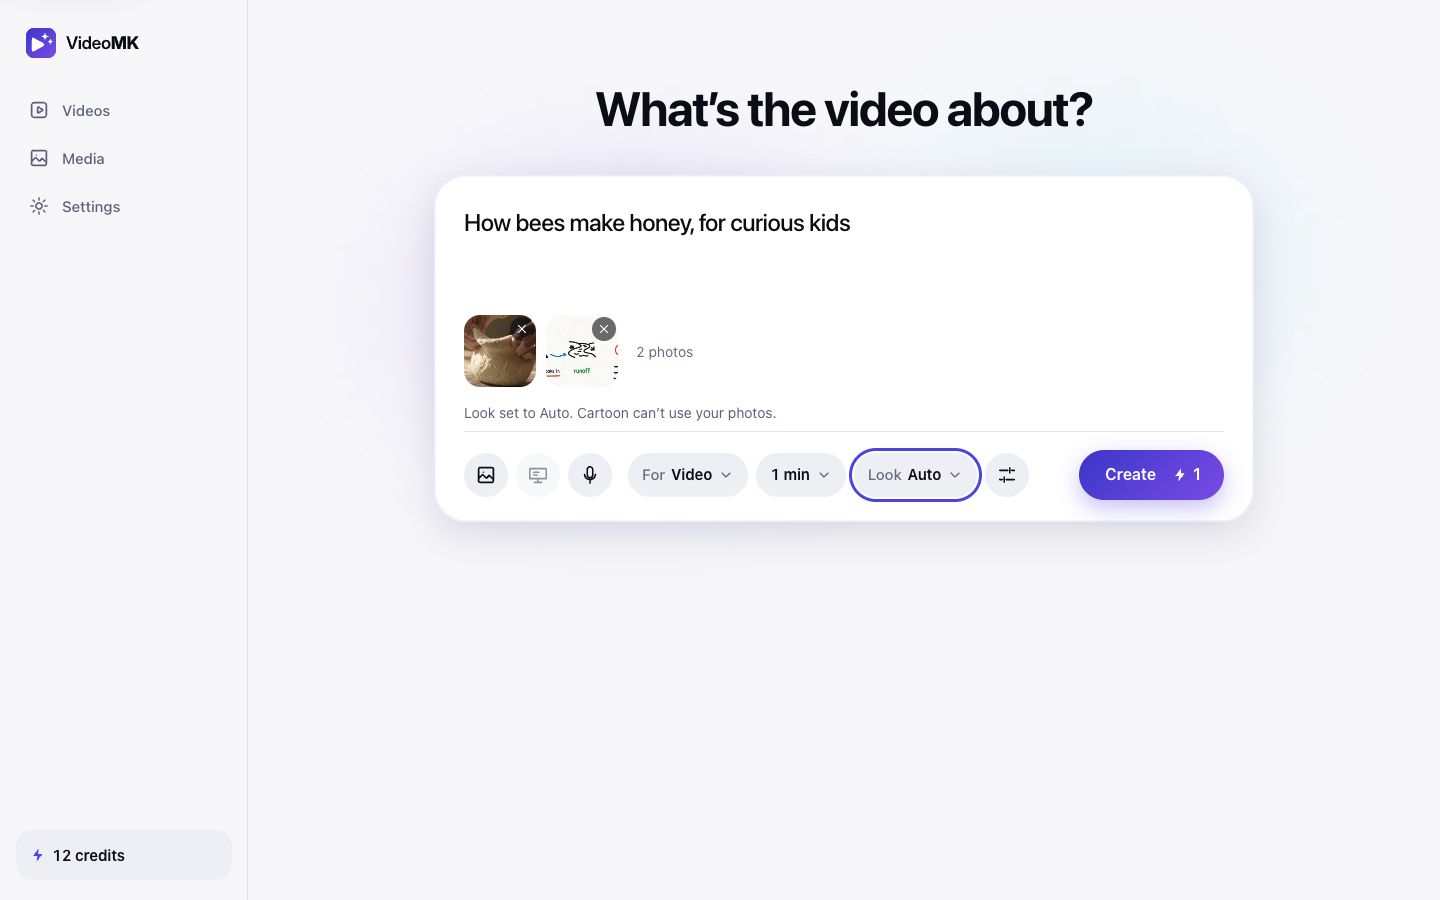 VideoMK
Videos
Media
Settings
What’s the video about?
How bees make honey, for curious kids
runoff
2 photos
Look set to Auto. Cartoon can’t use your photos.
For Video
1 min
Look Auto
Create 1
12 credits